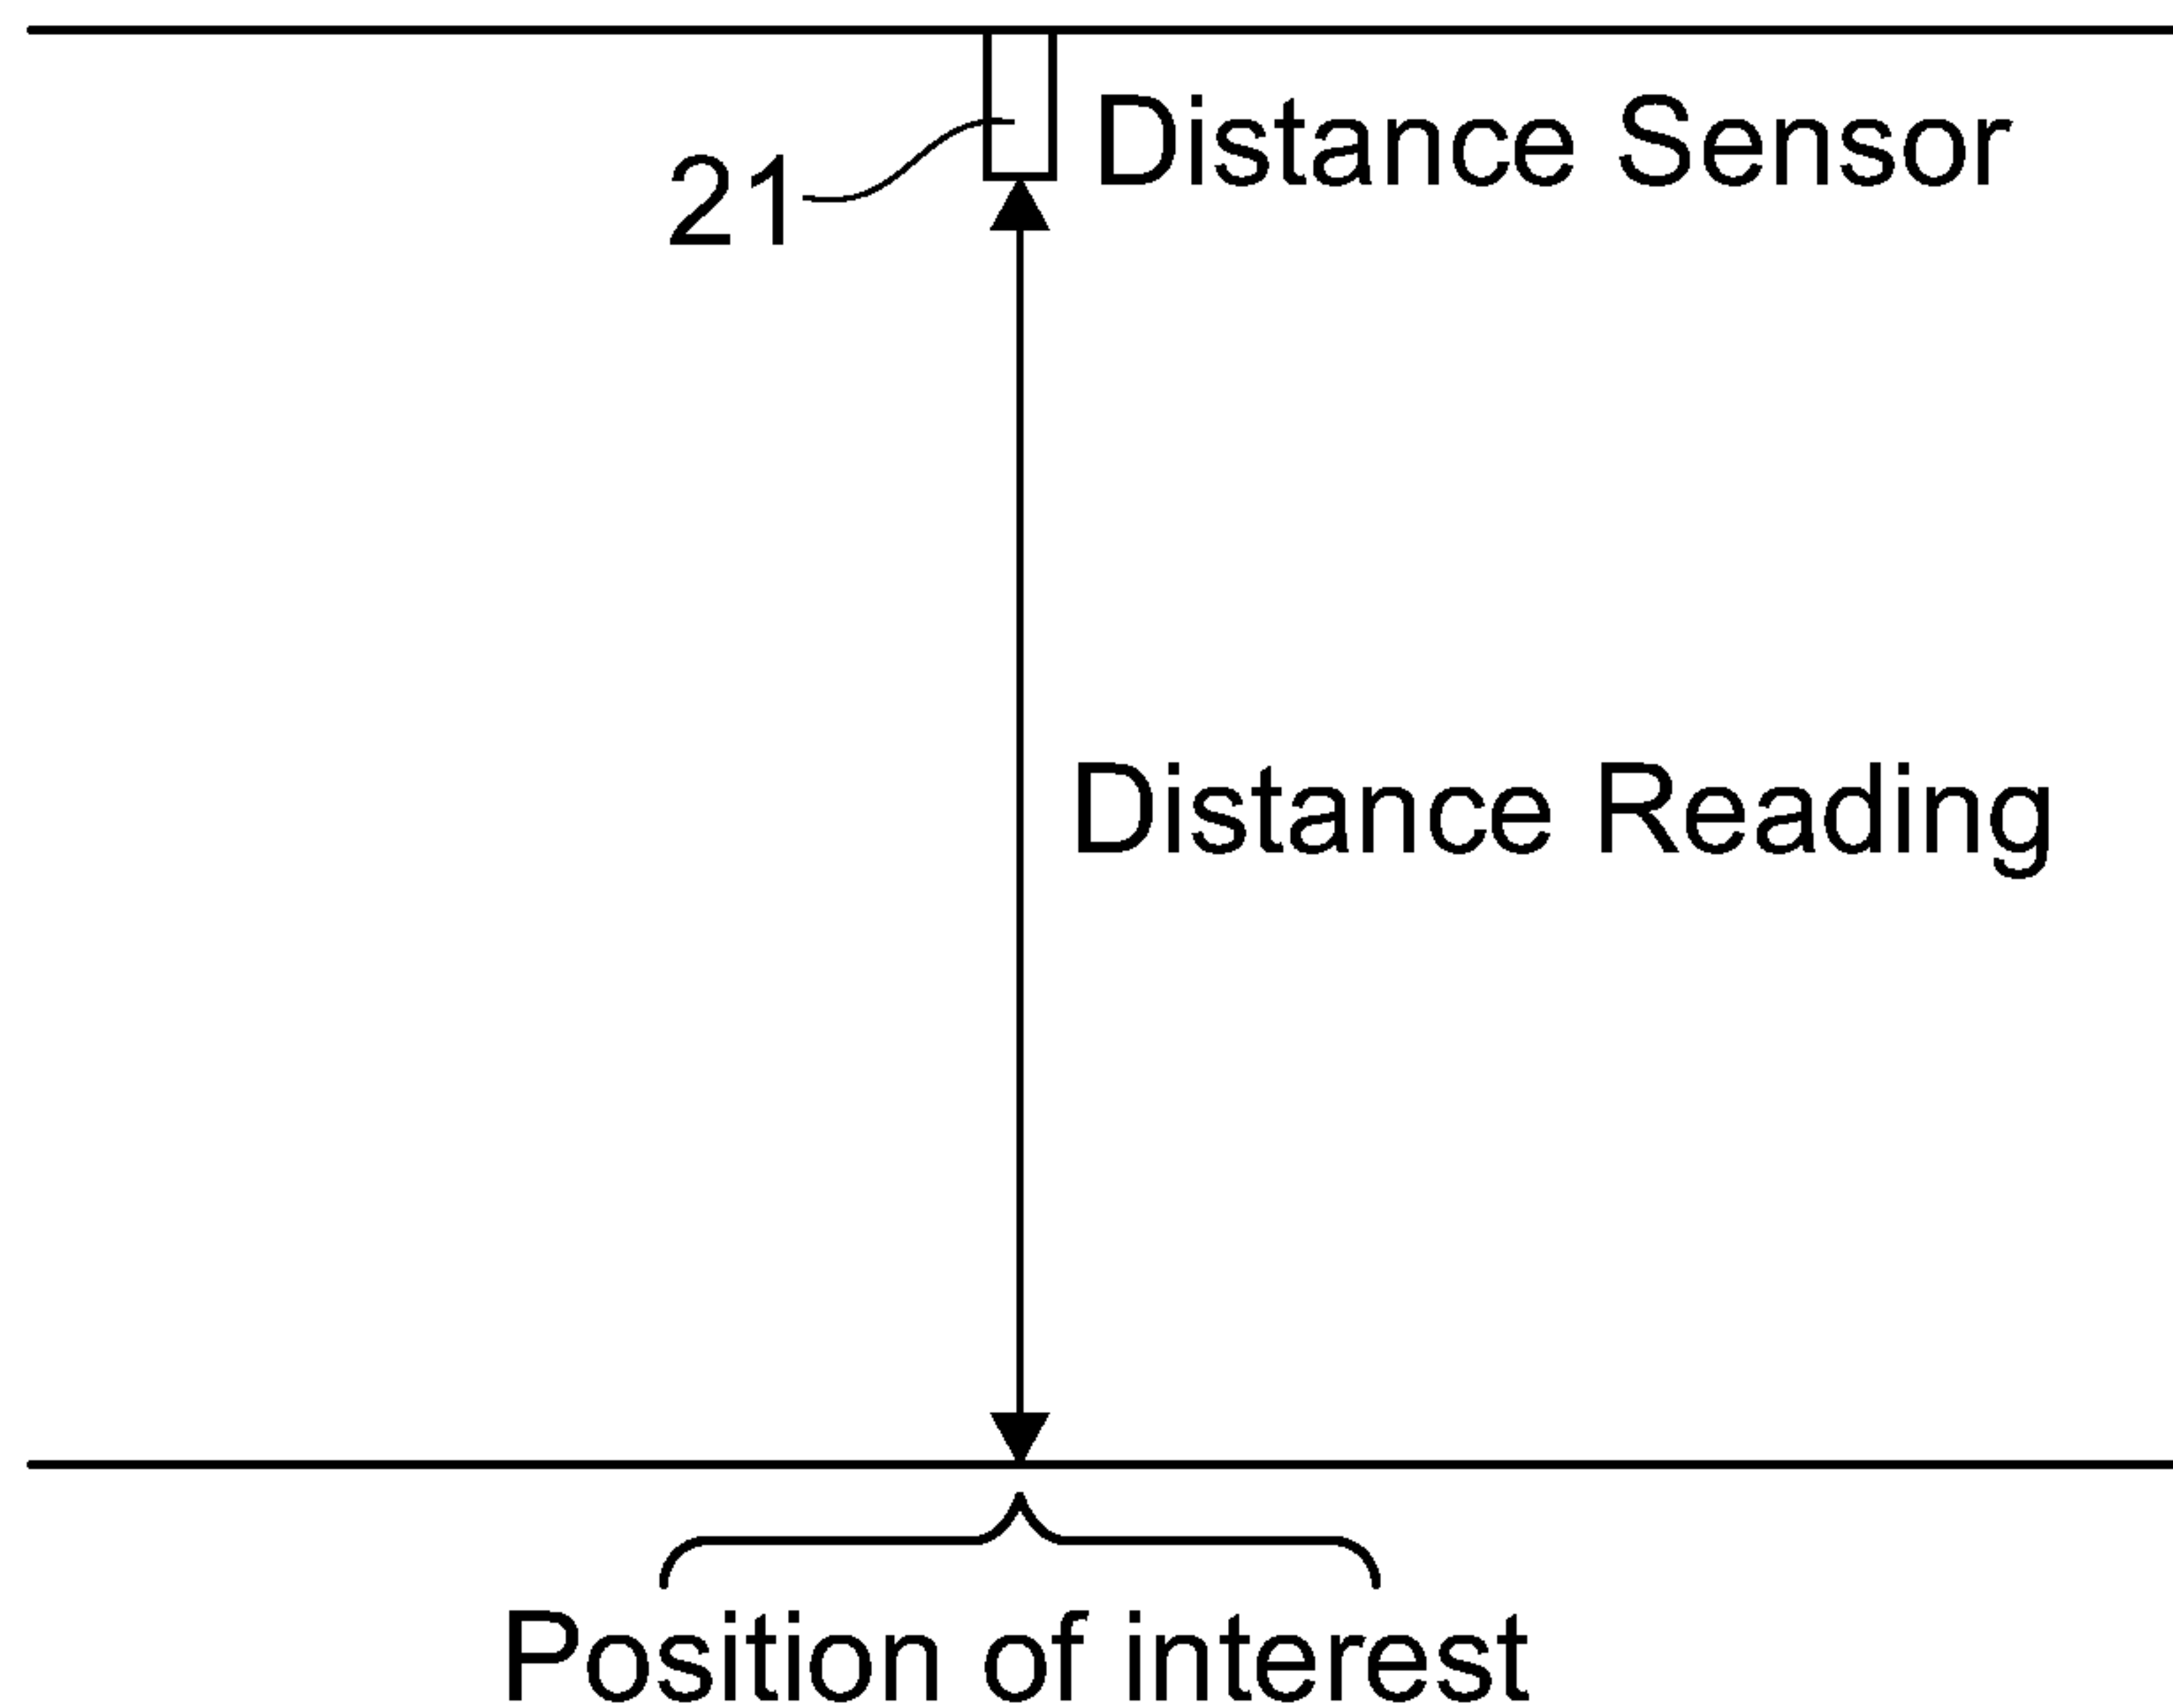 Distance Sensor
21
Distance Reading
Position of interest